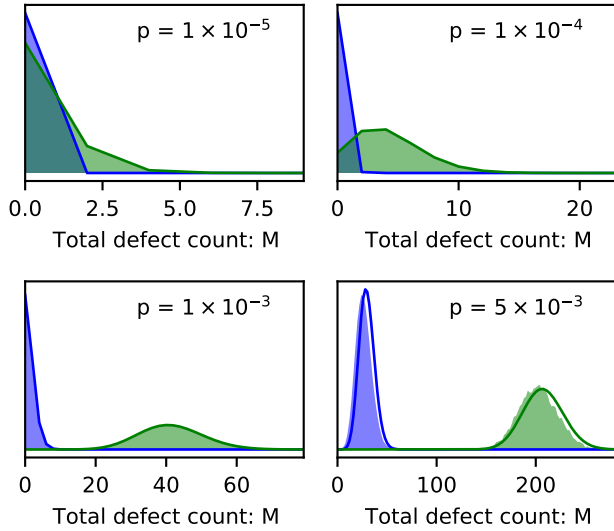 p = 1 × 10⁻⁵
0.0 2.5 5.0 7.5
Total defect count: M
p = 1 × 10⁻⁴
0 10 20
Total defect count: M
p = 1 × 10⁻³
0 20 40 60
Total defect count: M
p = 5 × 10⁻³
0 100 200
Total defect count: M